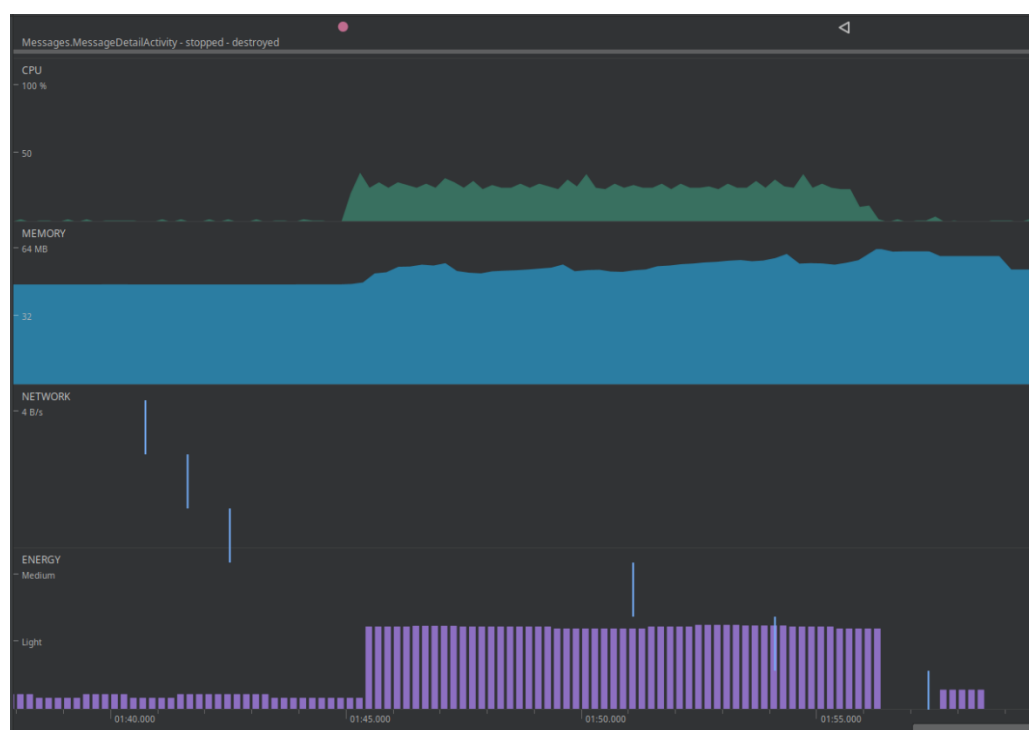 Messages.MessageDetailActivity - stopped - destroyed
CPU
100 %
50
MEMORY
64 MB
32
NETWORK
4 B/s
ENERGY
Medium
Light
01:40.000 01:45.000 01:50.000 01:55.000